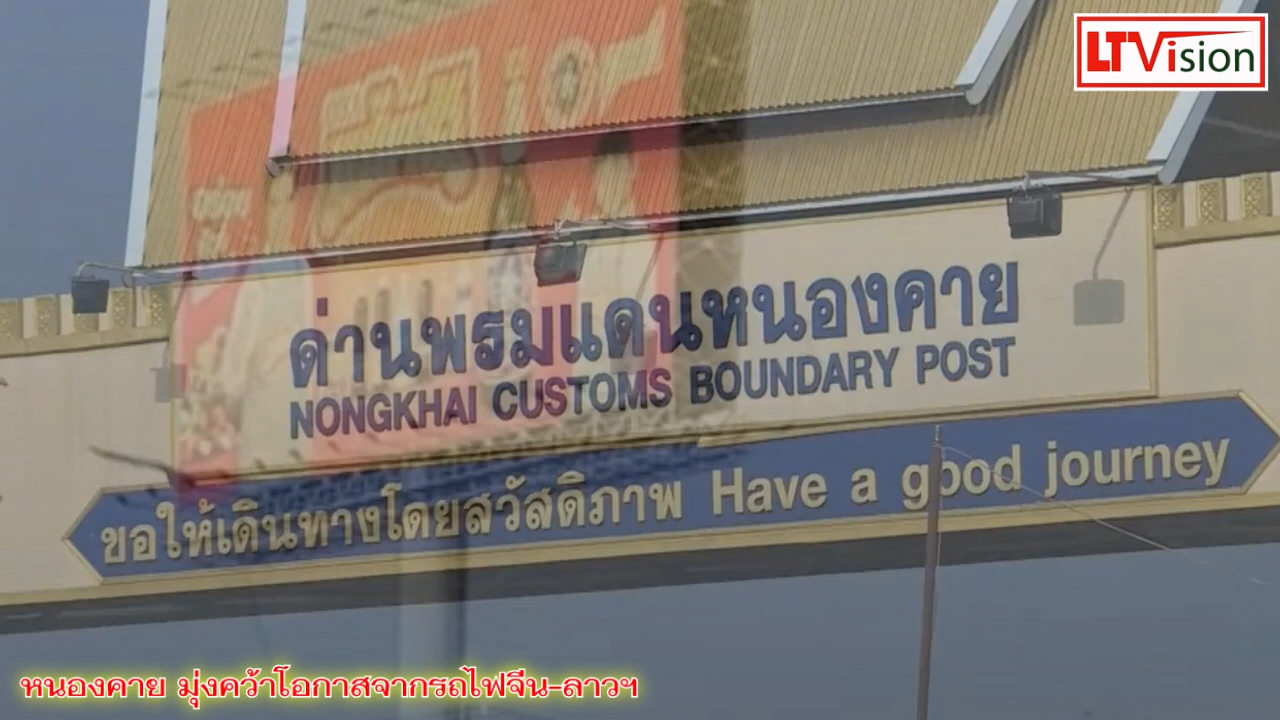 LTVision
ด่านพรมแดนหนองคาย
NONGKHAI CUSTOMS BOUNDARY POST
ขอให้เดินทางโดยสวัสดิภาพ Have a good journey
หนองคาย มุ่งคว้าโอกาสจากรถไฟจีน-ลาวฯ